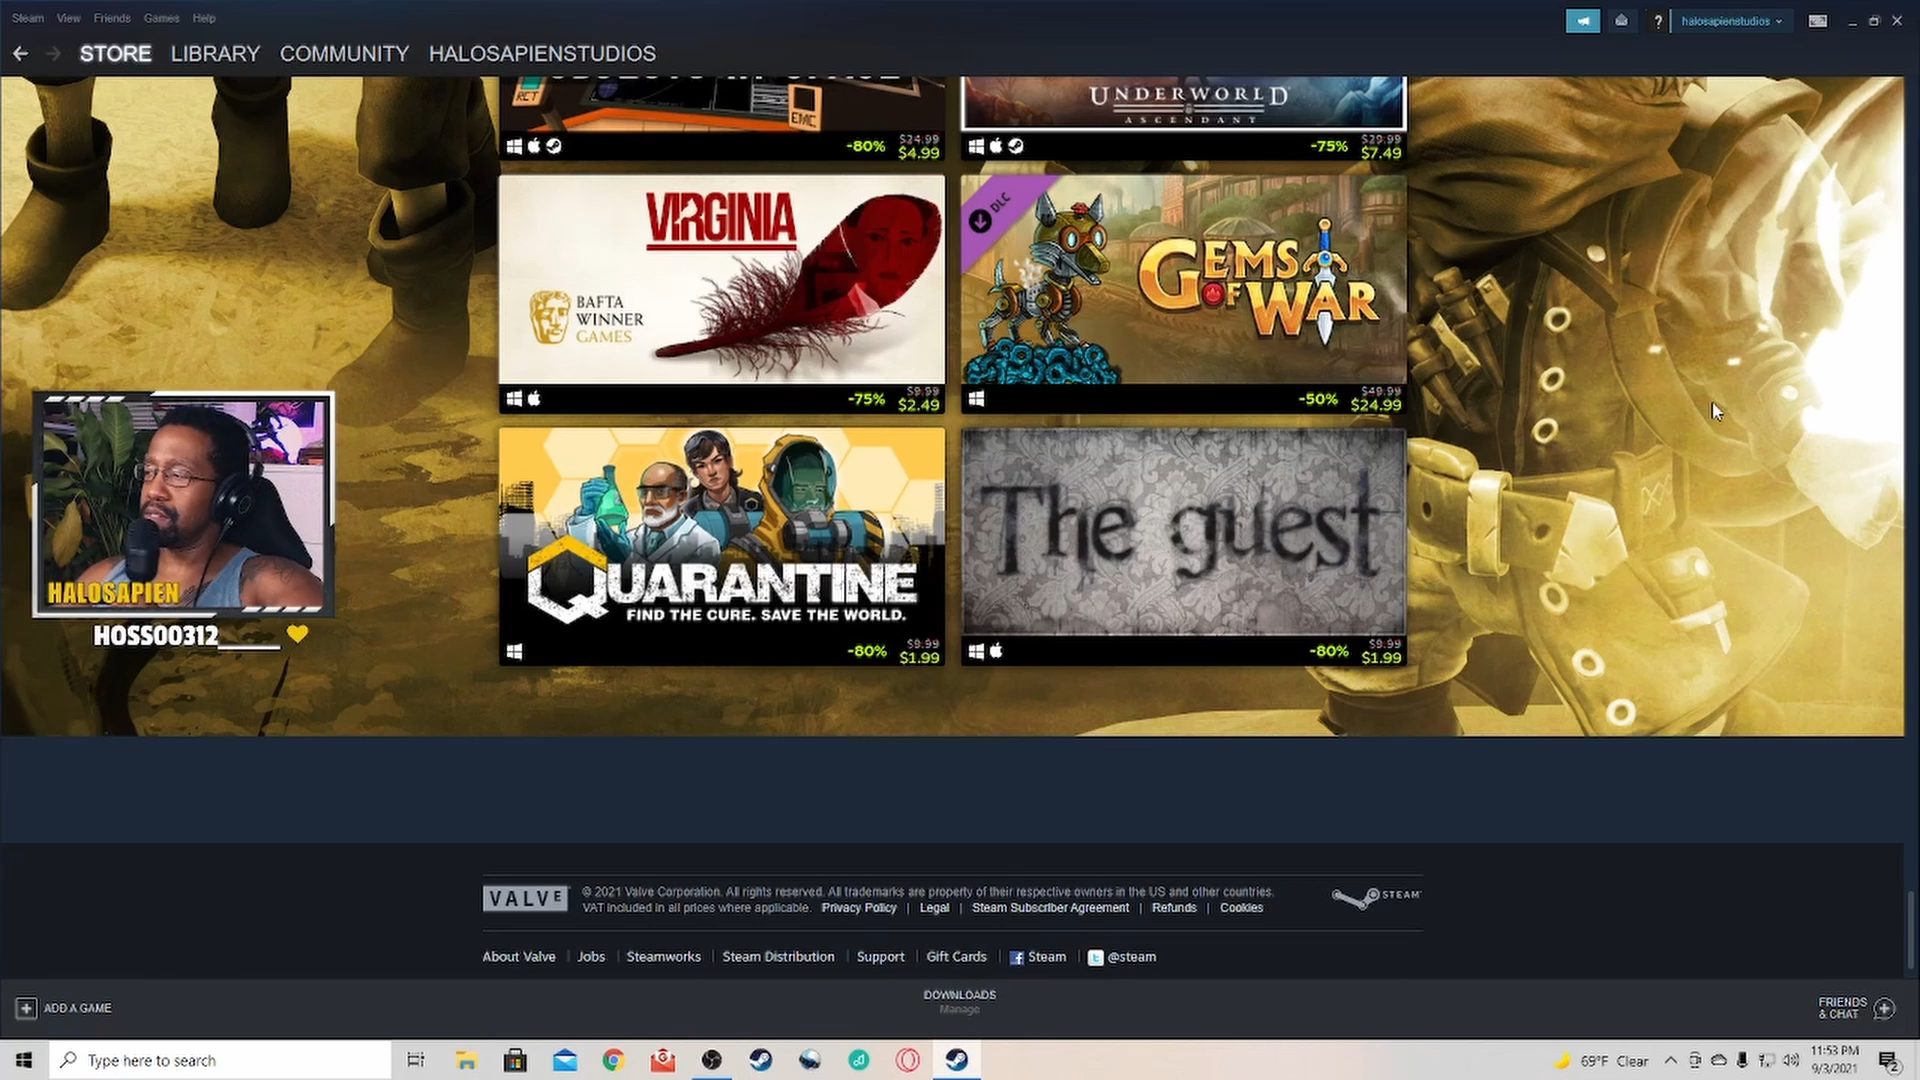 Steam View Friends Games Help
halosapienstudios
STORE LIBRARY COMMUNITY HALOSAPIENSTUDIOS
ACT
EMC
-80% $24.99 $4.99
UNDERWORLD
ASCENDANT
-75% $29.99 $7.49
VIRGINIA
BAFTA
WINNER
GAMES
-75% $9.99 $2.49
DLC
GEMS
OF WAR
-50% $49.99 $24.99
HALOSAPIEN
HOSS00312
QUARANTINE
FIND THE CURE. SAVE THE WORLD.
-80% $9.99 $1.99
The guest
-80% $9.99 $1.99
VALVE
© 2021 Valve Corporation. All rights reserved. All trademarks are property of their respective owners in the US and other countries.
VAT included in all prices where applicable. Privacy Policy | Legal | Steam Subscriber Agreement | Refunds | Cookies
STEAM
About Valve | Jobs | Steamworks | Steam Distribution | Support | Gift Cards | Steam | @steam
ADD A GAME
DOWNLOADS
Manage
FRIENDS
& CHAT
Type here to search
69°F Clear
11:53 PM
9/3/2021
2